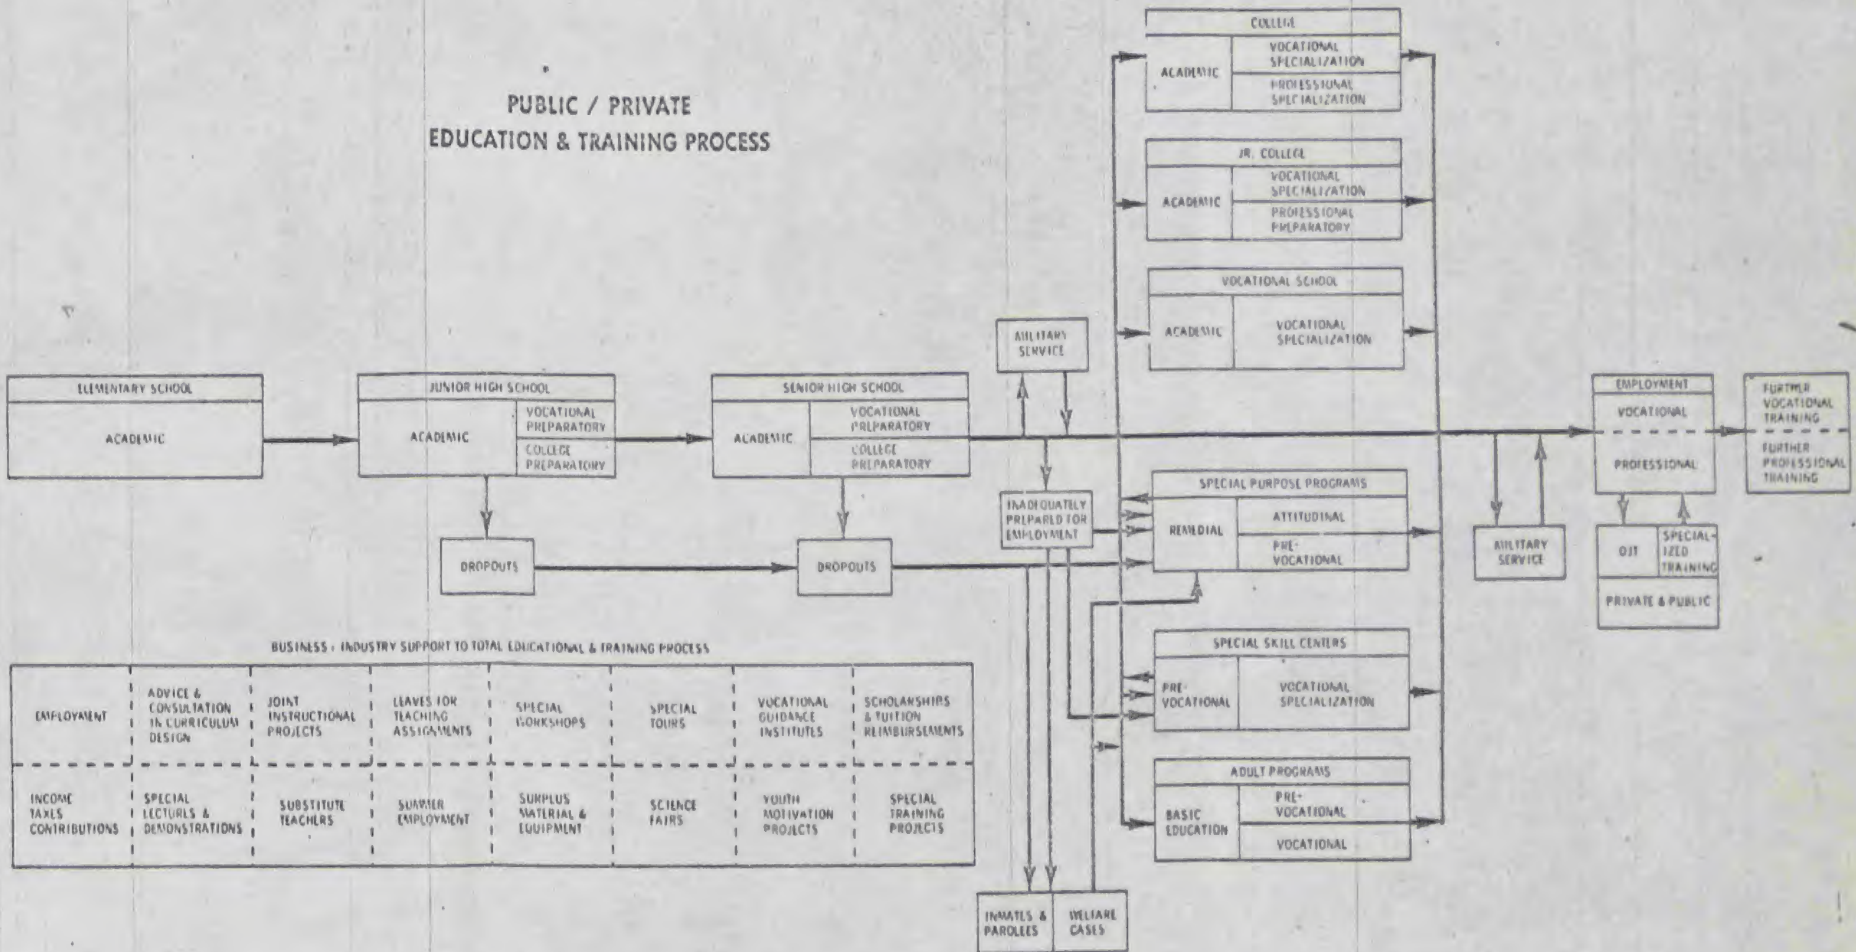 PUBLIC / PRIVATE
EDUCATION & TRAINING PROCESS
COLLEGE
ACADEMIC
VOCATIONAL
SPECIALIZATION
PROFESSIONAL
SPECIALIZATION
JR. COLLEGE
ACADEMIC
VOCATIONAL
SPECIALIZATION
PROFESSIONAL
PREPARATORY
VOCATIONAL SCHOOL
ACADEMIC
VOCATIONAL
SPECIALIZATION
MILITARY
SERVICE
ELEMENTARY SCHOOL
ACADEMIC
JUNIOR HIGH SCHOOL
ACADEMIC
VOCATIONAL
PREPARATORY
COLLEGE
PREPARATORY
SENIOR HIGH SCHOOL
ACADEMIC
VOCATIONAL
PREPARATORY
COLLEGE
PREPARATORY
EMPLOYMENT
VOCATIONAL
PROFESSIONAL
FURTHER
VOCATIONAL
TRAINING
FURTHER
PROFESSIONAL
TRAINING
DROPOUTS
DROPOUTS
INADEQUATELY
PREPARED FOR
EMPLOYMENT
SPECIAL PURPOSE PROGRAMS
REMEDIAL
ATTITUDINAL
PRE-
VOCATIONAL
MILITARY
SERVICE
OJT
SPECIAL-
IZED
TRAINING
PRIVATE & PUBLIC
SPECIAL SKILL CENTERS
PRE-
VOCATIONAL
VOCATIONAL
SPECIALIZATION
ADULT PROGRAMS
BASIC
EDUCATION
PRE-
VOCATIONAL
VOCATIONAL
INMATES &
PAROLEES
WELFARE
CASES
BUSINESS / INDUSTRY SUPPORT TO TOTAL EDUCATIONAL & TRAINING PROCESS
EMPLOYMENT
ADVICE &
CONSULTATION
IN CURRICULUM
DESIGN
JOINT
INSTRUCTIONAL
PROJECTS
LEAVES FOR
TEACHING
ASSIGNMENTS
SPECIAL
WORKSHOPS
SPECIAL
TOURS
VOCATIONAL
GUIDANCE
INSTITUTES
SCHOLARSHIPS
& TUITION
REIMBURSEMENTS
INCOME
TAXES
CONTRIBUTIONS
SPECIAL
LECTURES &
DEMONSTRATIONS
SUBSTITUTE
TEACHERS
SUMMER
EMPLOYMENT
SURPLUS
MATERIAL &
EQUIPMENT
SCIENCE
FAIRS
YOUTH
MOTIVATION
PROJECTS
SPECIAL
TRAINING
PROJECTS